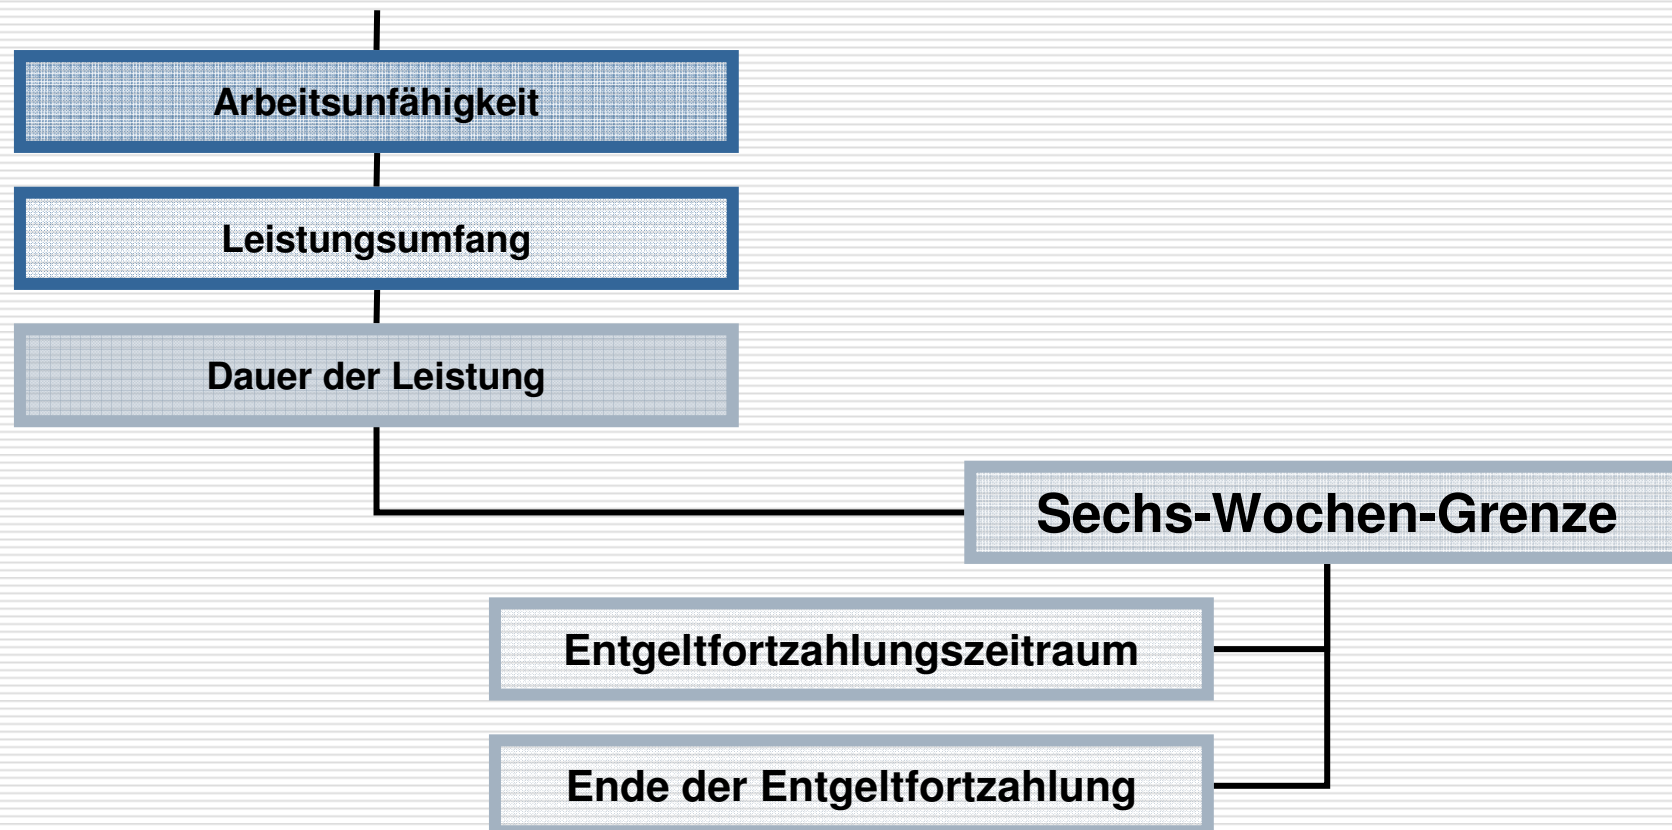 Arbeitsunfähigkeit
Leistungsumfang
Dauer der Leistung
Sechs-Wochen-Grenze
Entgeltfortzahlungszeitraum
Ende der Entgeltfortzahlung